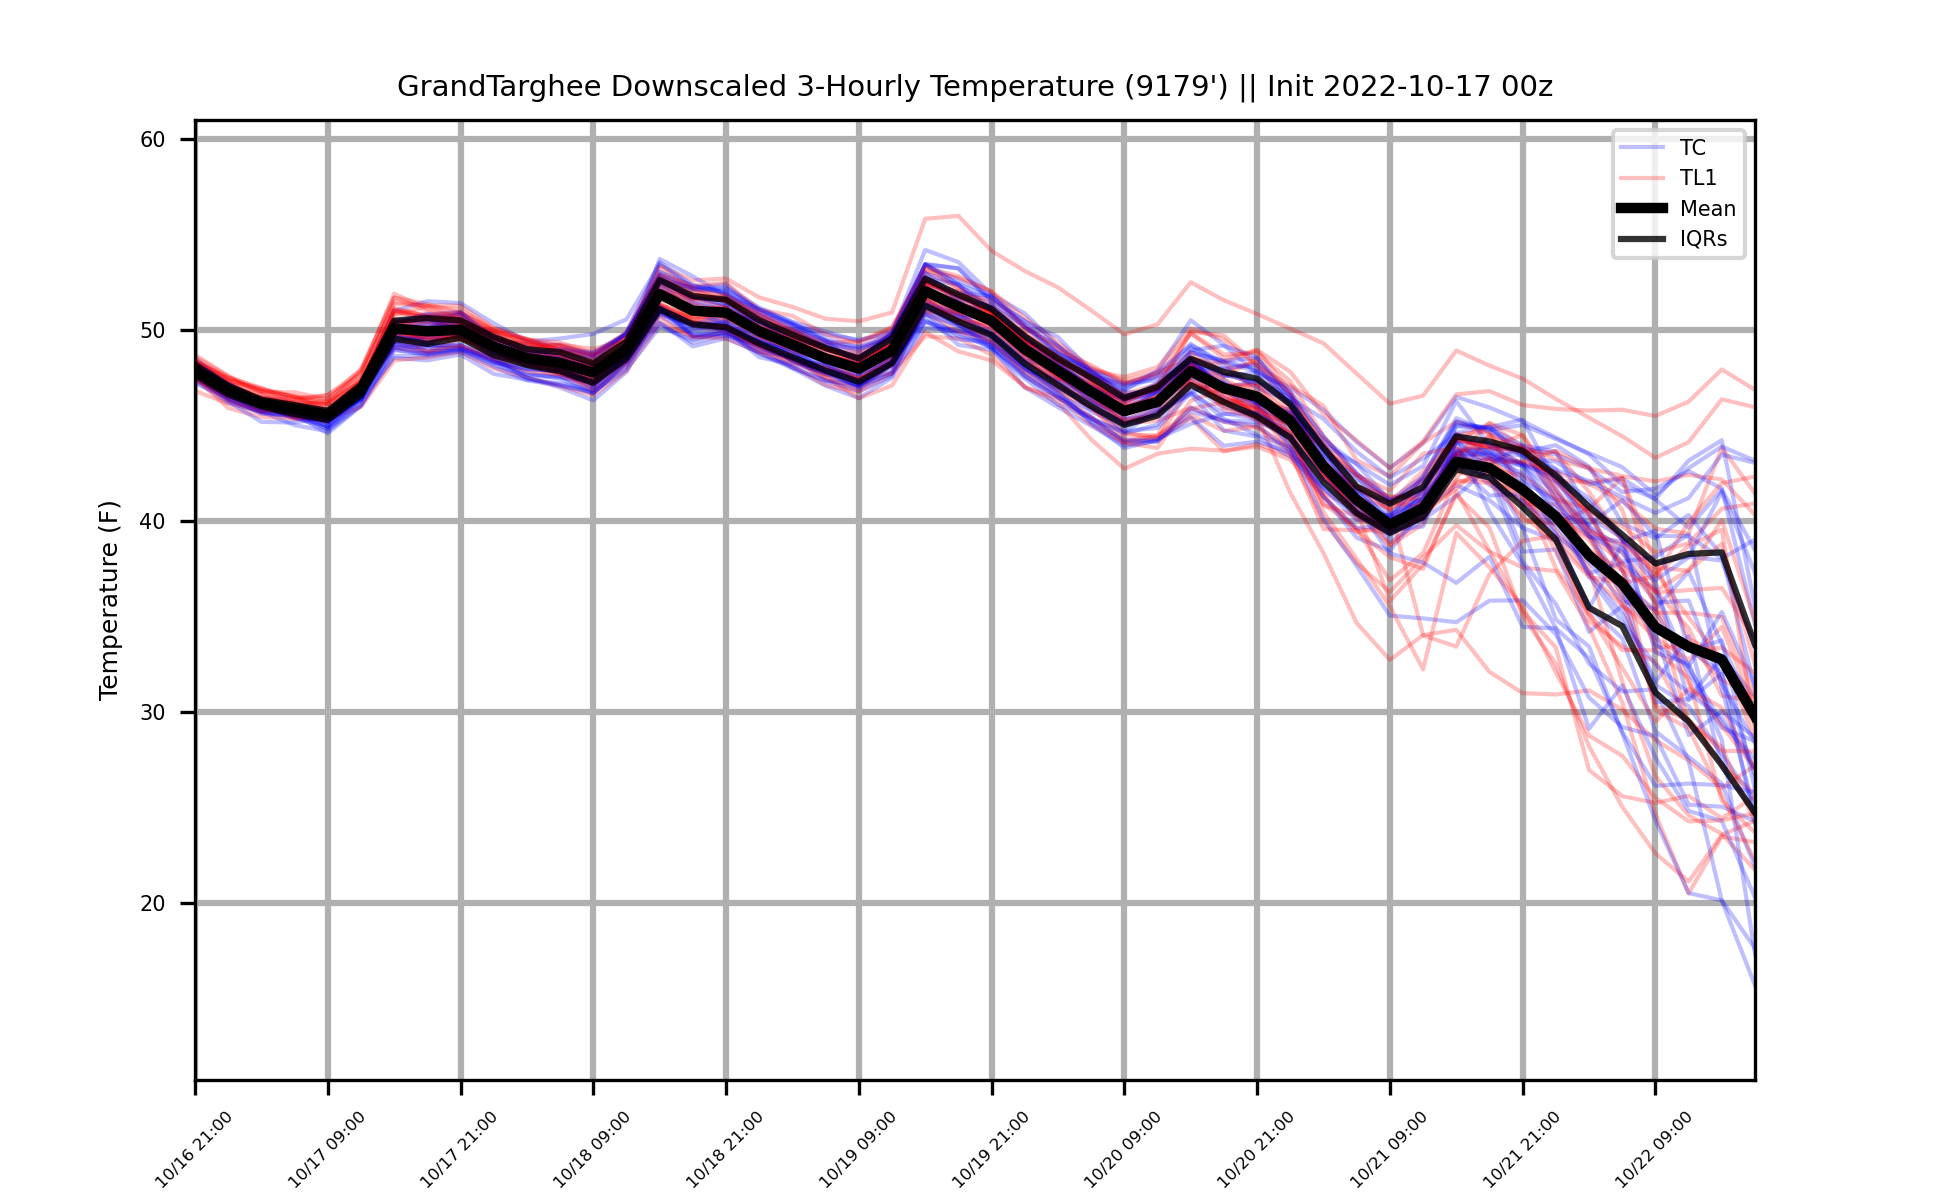 GrandTarghee Downscaled 3-Hourly Temperature (9179') || Init 2022-10-17 00z
TC
TL1
Mean
IQRs
Temperature (F)
60
50
40
30
20
10/16 21:00
10/17 09:00
10/17 21:00
10/18 09:00
10/18 21:00
10/19 09:00
10/19 21:00
10/20 09:00
10/20 21:00
10/21 09:00
10/21 21:00
10/22 09:00